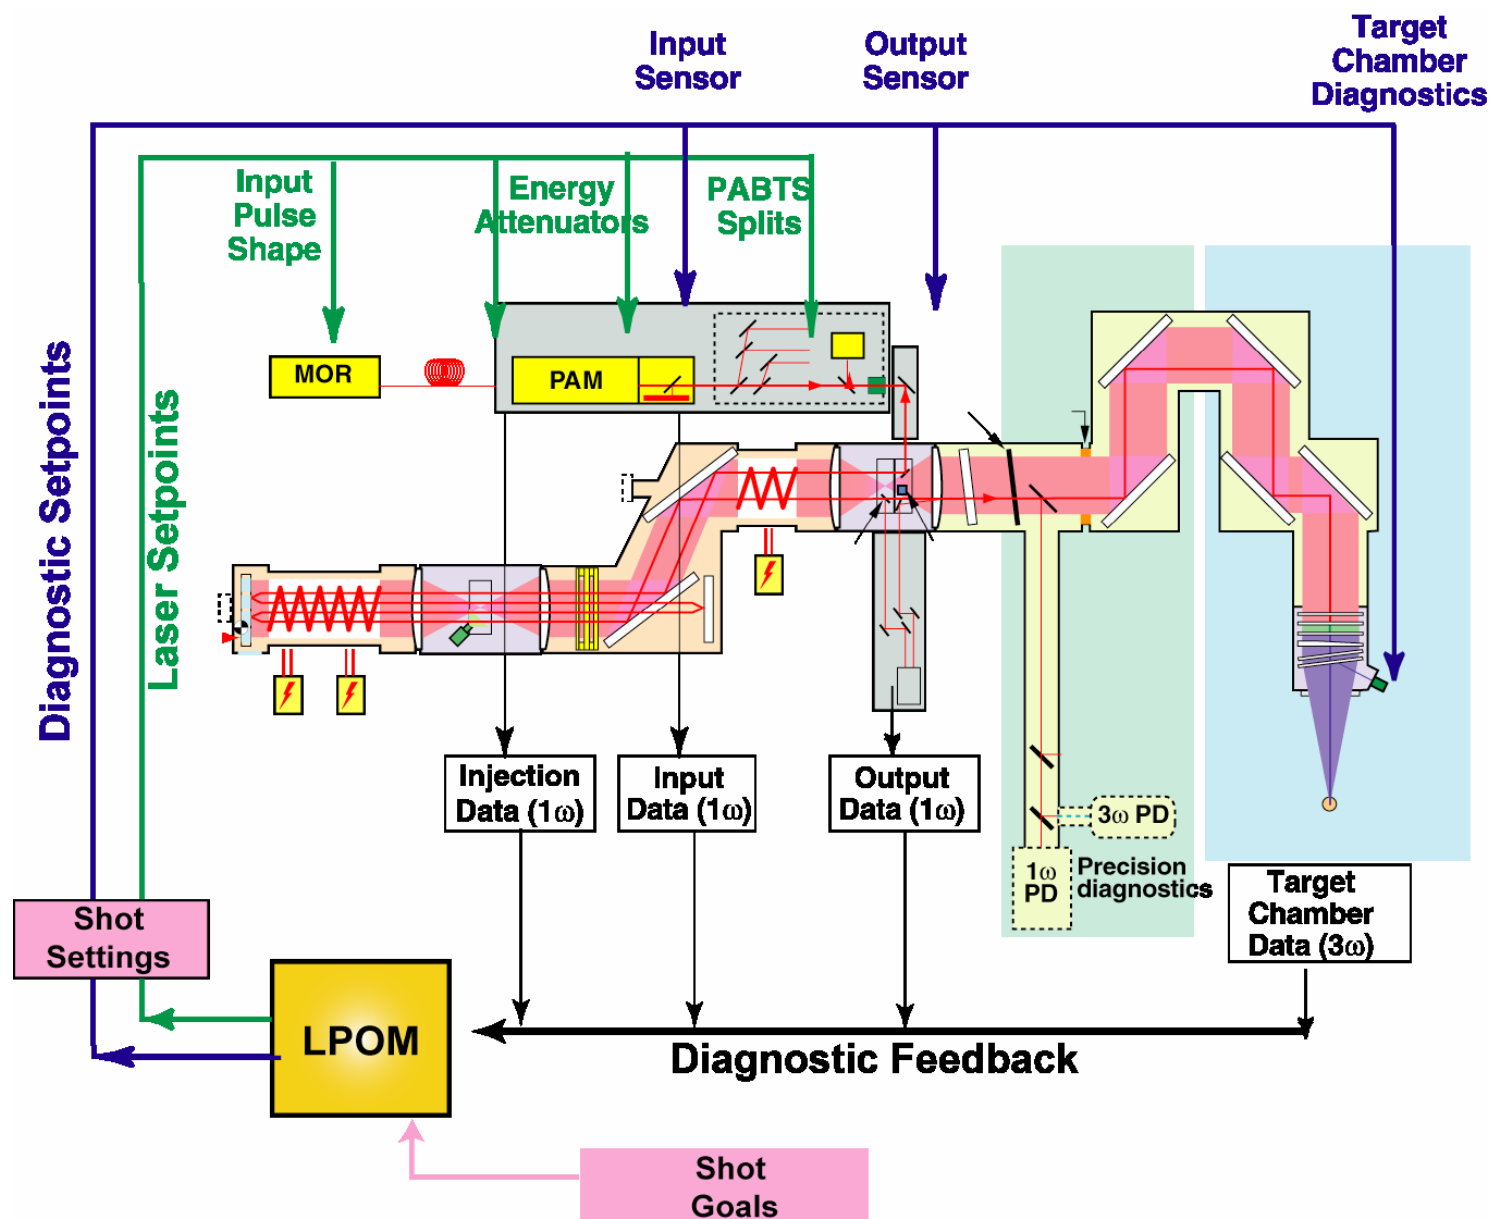 Input
Sensor
Output
Sensor
Target
Chamber
Diagnostics
Input
Pulse
Shape
Energy
Attenuators
PABTS
Splits
MOR
PAM
Diagnostic Setpoints
Laser Setpoints
Injection
Data (1ω)
Input
Data (1ω)
Output
Data (1ω)
3ω PD
1ω
PD
Precision
diagnostics
Target
Chamber
Data (3ω)
Shot
Settings
LPOM
Diagnostic Feedback
Shot
Goals